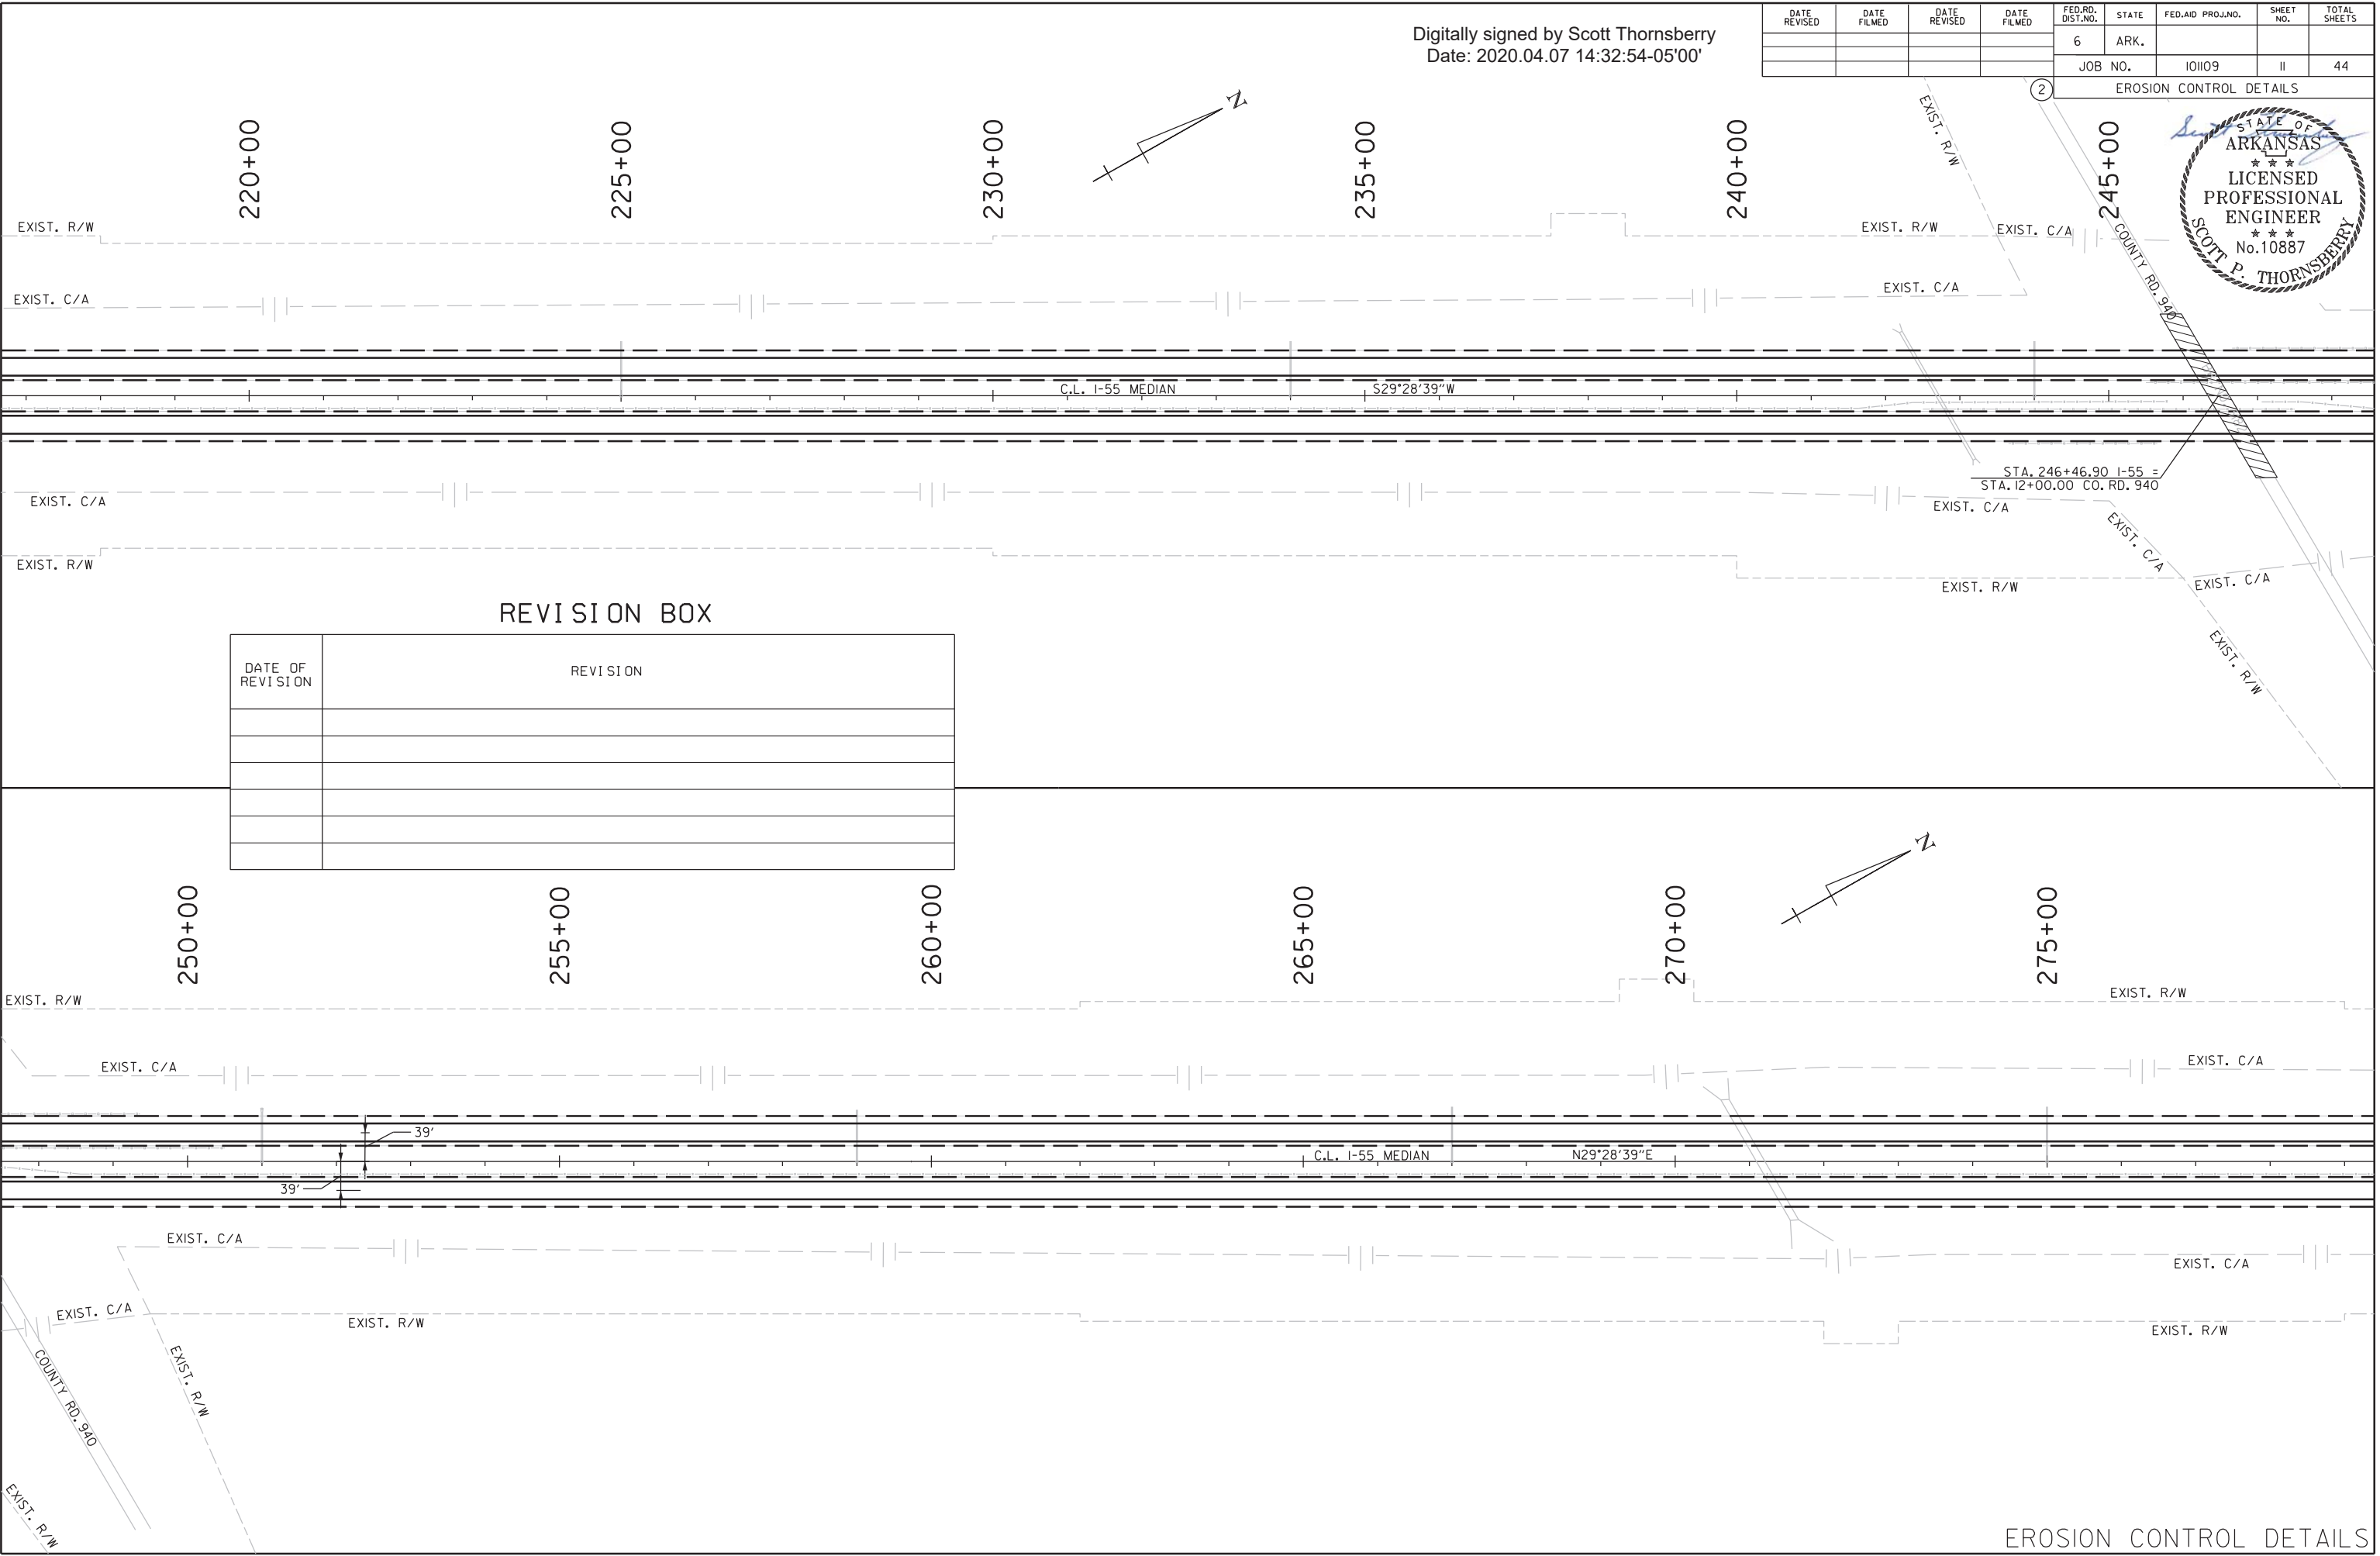 Digitally signed by Scott Thornsberry
Date: 2020.04.07 14:32:54-05'00'
DATE REVISED
DATE FILMED
DATE REVISED
DATE FILMED
FED.RD. DIST.NO.
STATE
FED.AID PROJ.NO.
SHEET NO.
TOTAL SHEETS
6
ARK.
JOB NO.
101109
11
44
2
EROSION CONTROL DETAILS
STATE OF
ARKANSAS
* * *
LICENSED
PROFESSIONAL
ENGINEER
* * *
No.10887
SCOTT P. THORNSBERRY
220+00
225+00
230+00
N
235+00
240+00
245+00
EXIST. R/W
EXIST. R/W
EXIST. R/W
EXIST. C/A
COUNTY RD. 940
EXIST. C/A
EXIST. C/A
C.L. I-55 MEDIAN
S29°28'39"W
STA. 246+46.90 I-55 =
STA. 12+00.00 CO. RD. 940
EXIST. C/A
EXIST. C/A
EXIST. C/A
EXIST. R/W
EXIST. R/W
EXIST. C/A
EXIST. R/W
REVISION BOX
DATE OF REVISION
REVISION
N
250+00
255+00
260+00
265+00
270+00
275+00
EXIST. R/W
EXIST. R/W
EXIST. C/A
EXIST. C/A
39'
C.L. I-55 MEDIAN
N29°28'39"E
39'
EXIST. C/A
EXIST. C/A
EXIST. C/A
EXIST. R/W
EXIST. R/W
COUNTY RD. 940
EXIST. R/W
EXIST. R/W
EROSION CONTROL DETAILS